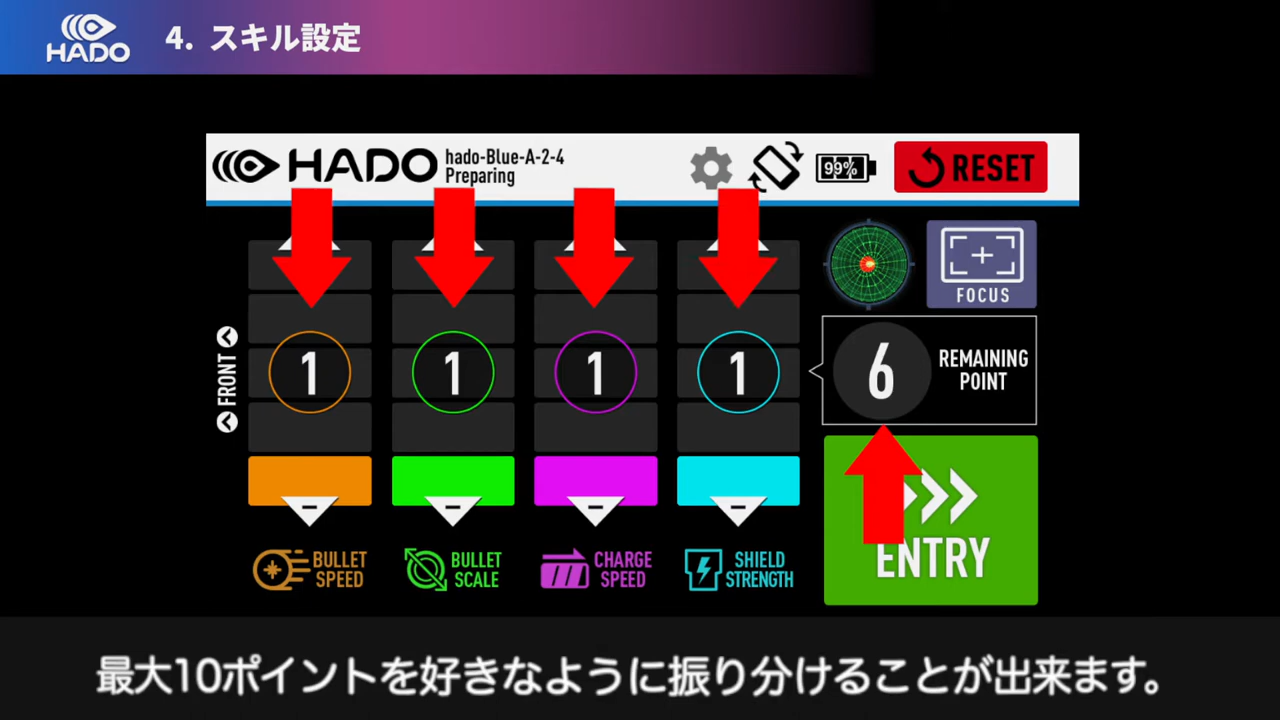 HADO
4. スキル設定
HADO
hado-Blue-A-2-4
Preparing
99%
RESET
FOCUS
FRONT
1
1
1
1
6
REMAINING
POINT
ENTRY
BULLET
SPEED
BULLET
SCALE
CHARGE
SPEED
SHIELD
STRENGTH
最大10ポイントを好きなように振り分けることが出来ます。